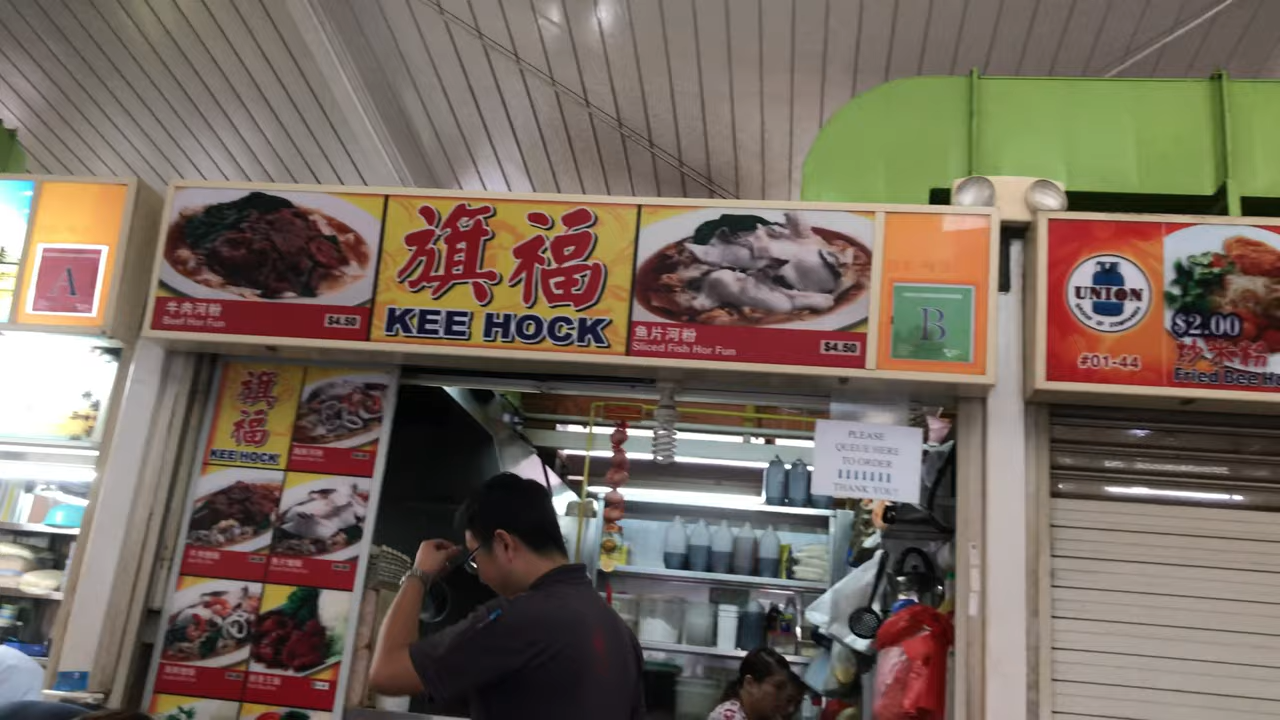 A
牛肉河粉
Beef Hor Fun
$4.50
旗福
KEE HOCK
鱼片河粉
Sliced Fish Hor Fun
$4.50
B
UNION
#01-44
$2.00
炒米粉
Fried Bee
旗
福
KEE HOCK
PLEASE
QUEUE HERE
TO ORDER
THANK YOU!